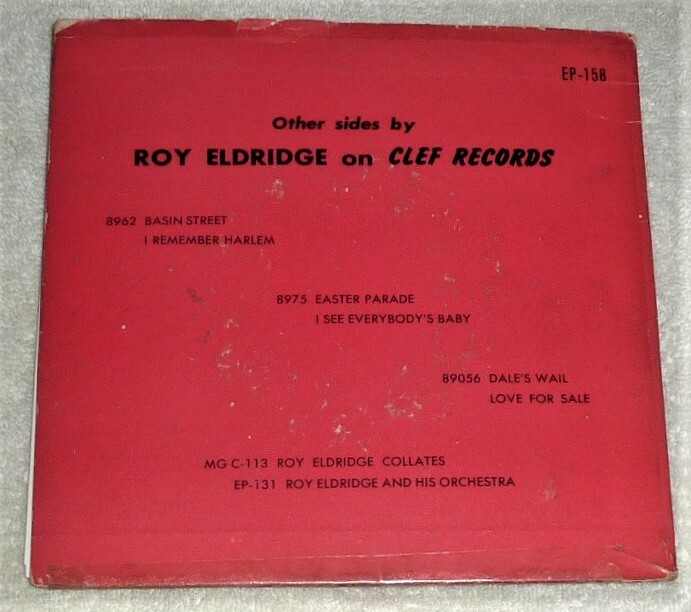 EP-158
Other sides by
ROY ELDRIDGE on CLEF RECORDS
8962 BASIN STREET
I REMEMBER HARLEM
8975 EASTER PARADE
I SEE EVERYBODY'S BABY
89056 DALE'S WAIL
LOVE FOR SALE
MG C-113 ROY ELDRIDGE COLLATES
EP-131 ROY ELDRIDGE AND HIS ORCHESTRA